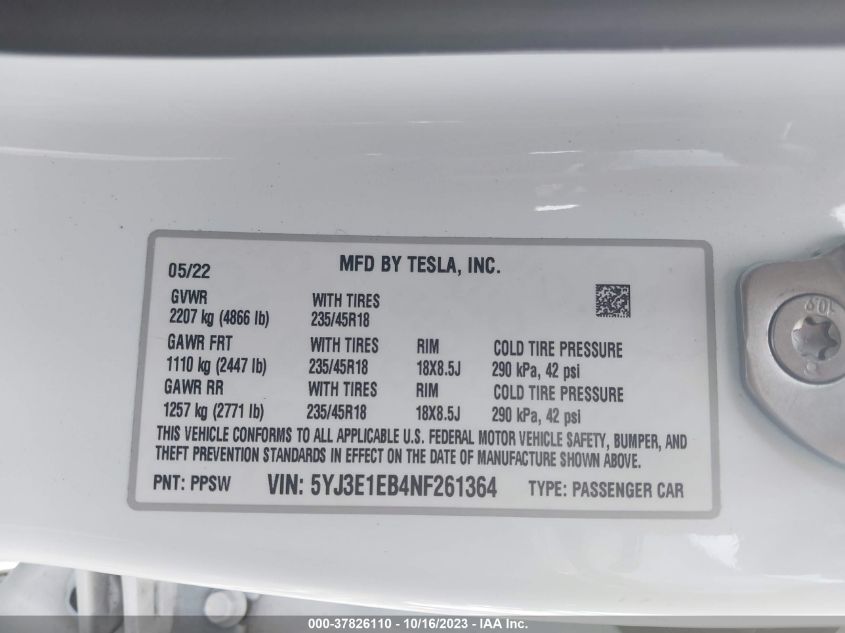 05/22 MFD BY TESLA, INC.
GVWR WITH TIRES
2207 kg (4866 lb) 235/45R18
GAWR FRT WITH TIRES RIM COLD TIRE PRESSURE
1110 kg (2447 lb) 235/45R18 18X8.5J 290 kPa, 42 psi
GAWR RR WITH TIRES RIM COLD TIRE PRESSURE
1257 kg (2771 lb) 235/45R18 18X8.5J 290 kPa, 42 psi
THIS VEHICLE CONFORMS TO ALL APPLICABLE U.S. FEDERAL MOTOR VEHICLE SAFETY, BUMPER, AND
THEFT PREVENTION STANDARDS IN EFFECT ON THE DATE OF MANUFACTURE SHOWN ABOVE.
PNT: PPSW VIN: 5YJ3E1EB4NF261364 TYPE: PASSENGER CAR
10.9
000-37826110 - 10/16/2023 - © IAA Inc.